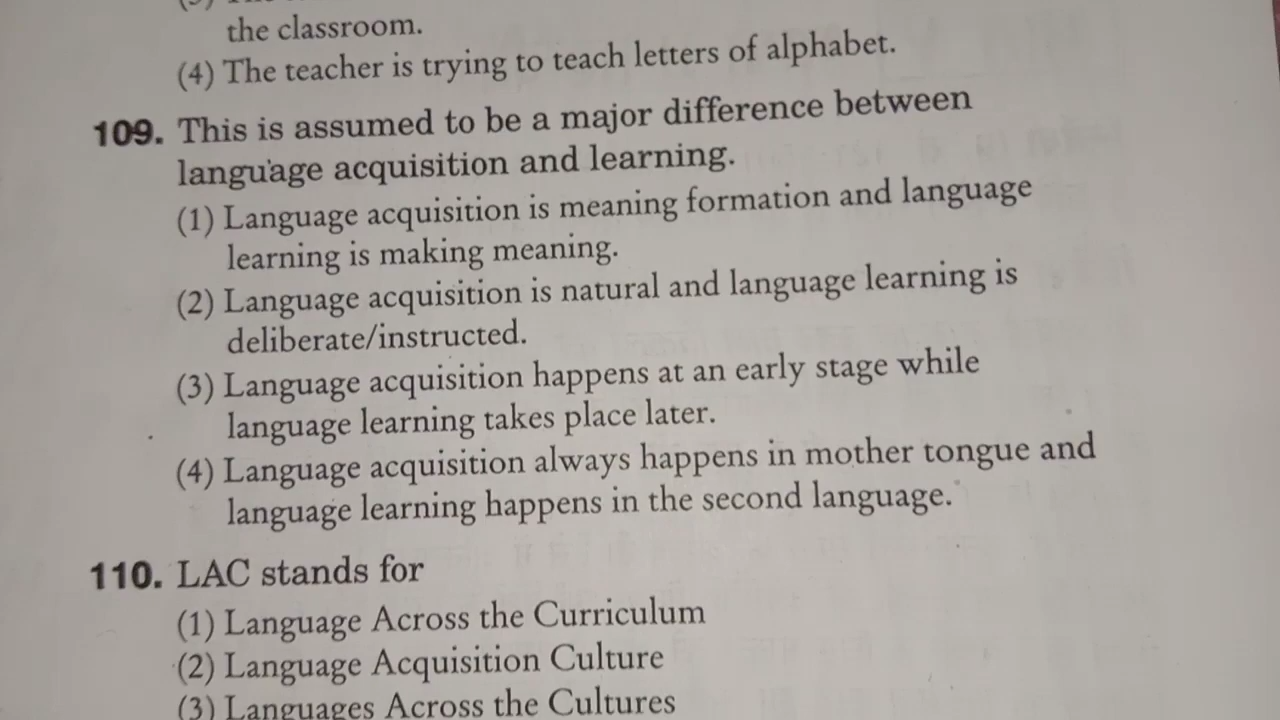 the classroom.
(4) The teacher is trying to teach letters of alphabet.
109. This is assumed to be a major difference between
language acquisition and learning.
(1) Language acquisition is meaning formation and language
learning is making meaning.
(2) Language acquisition is natural and language learning is
deliberate/instructed.
(3) Language acquisition happens at an early stage while
language learning takes place later.
(4) Language acquisition always happens in mother tongue and
language learning happens in the second language.
110. LAC stands for
(1) Language Across the Curriculum
(2) Language Acquisition Culture
(3) Languages Across the Cultures